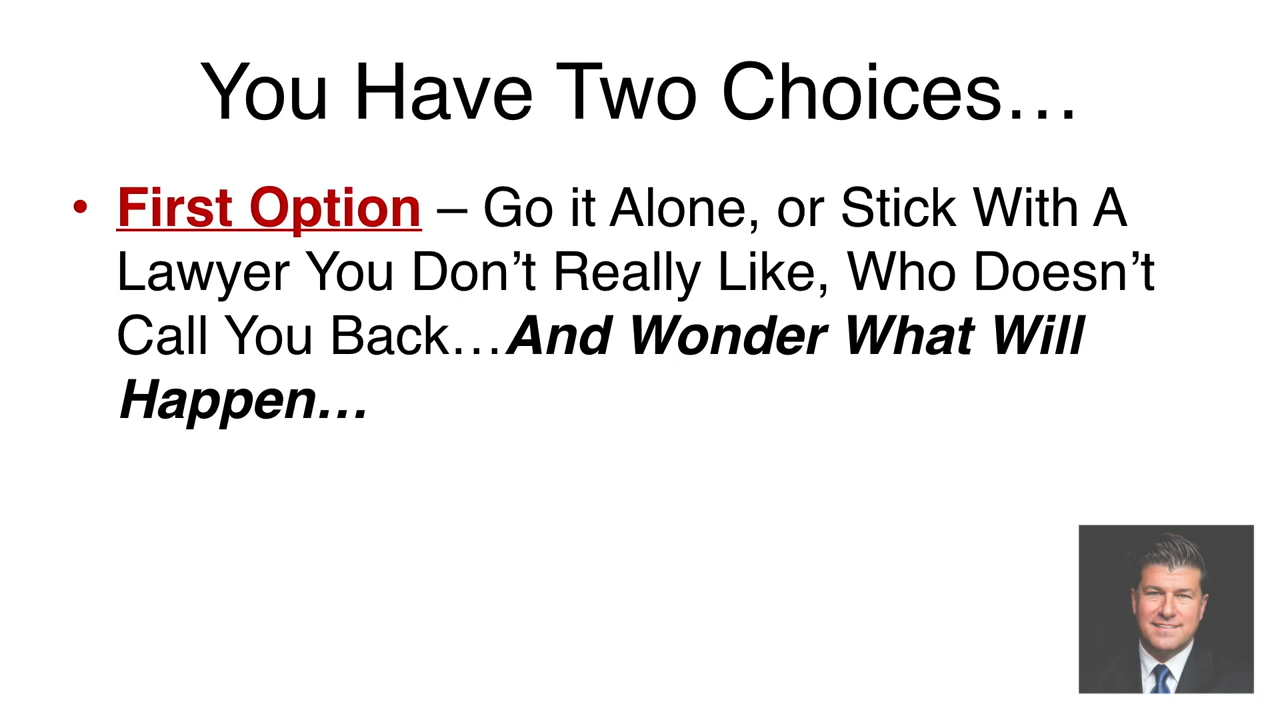 You Have Two Choices…
• First Option – Go it Alone, or Stick With A
Lawyer You Don’t Really Like, Who Doesn’t
Call You Back…And Wonder What Will
Happen…